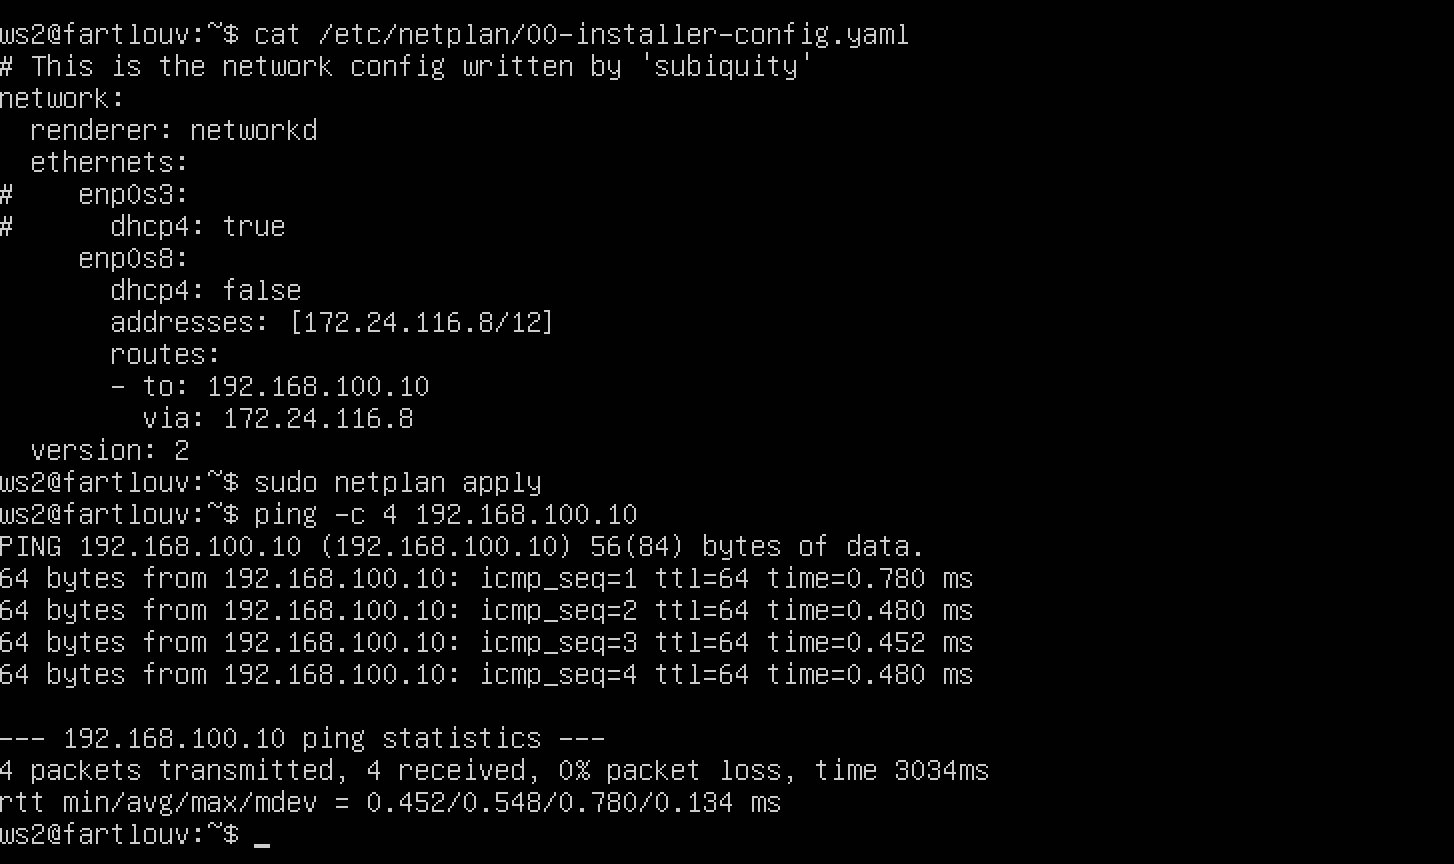 ws2@fartlouv:~$ cat /etc/netplan/00-installer-config.yaml
# This is the network config written by 'subiquity'
network:
  renderer: networkd
  ethernets:
#    enp0s3:
#      dhcp4: true
     enp0s8:
       dhcp4: false
       addresses: [172.24.116.8/12]
       routes:
       - to: 192.168.100.10
         via: 172.24.116.8
  version: 2
ws2@fartlouv:~$ sudo netplan apply
ws2@fartlouv:~$ ping -c 4 192.168.100.10
PING 192.168.100.10 (192.168.100.10) 56(84) bytes of data.
64 bytes from 192.168.100.10: icmp_seq=1 ttl=64 time=0.780 ms
64 bytes from 192.168.100.10: icmp_seq=2 ttl=64 time=0.480 ms
64 bytes from 192.168.100.10: icmp_seq=3 ttl=64 time=0.452 ms
64 bytes from 192.168.100.10: icmp_seq=4 ttl=64 time=0.480 ms

--- 192.168.100.10 ping statistics ---
4 packets transmitted, 4 received, 0% packet loss, time 3034ms
rtt min/avg/max/mdev = 0.452/0.548/0.780/0.134 ms
ws2@fartlouv:~$ _